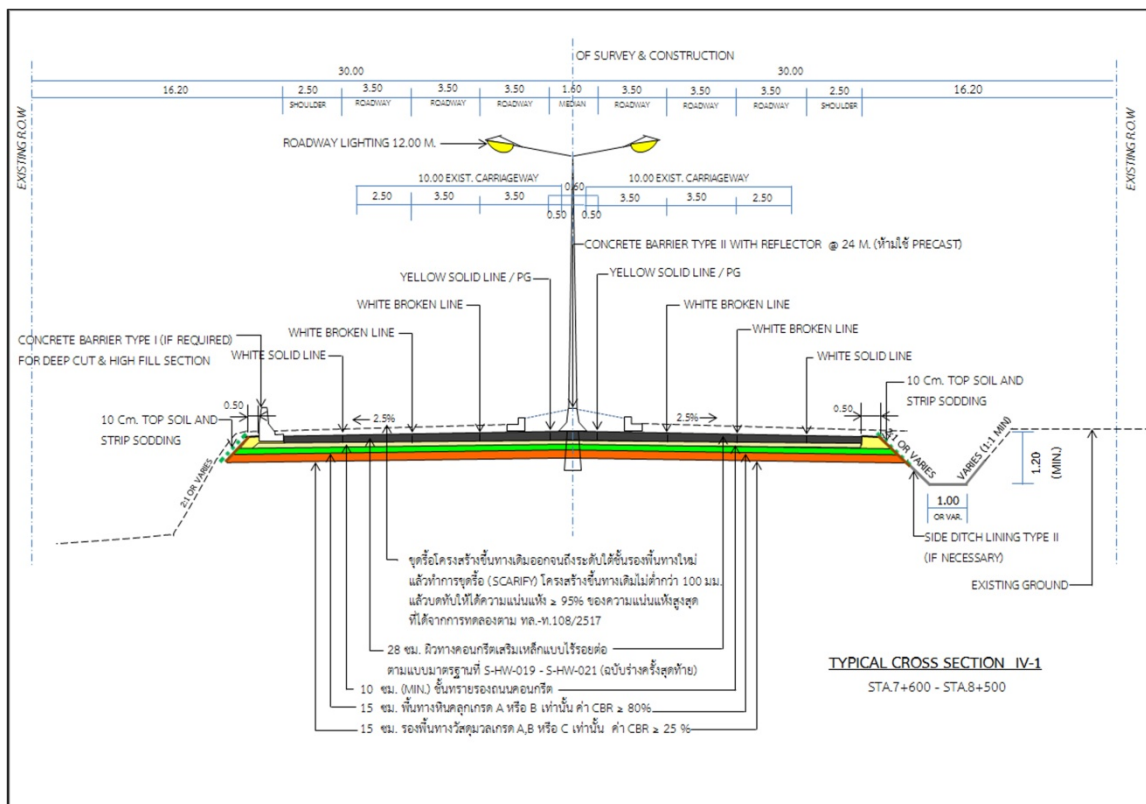 OF SURVEY & CONSTRUCTION
30.00 30.00
16.20 2.50 3.50 3.50 3.50 1.60 3.50 3.50 3.50 2.50 16.20
SHOULDER ROADWAY ROADWAY ROADWAY MEDIAN ROADWAY ROADWAY ROADWAY SHOULDER
EXISTING R.O.W
EXISTING R.O.W
ROADWAY LIGHTING 12.00 M.
10.00 EXIST. CARRIAGEWAY 10.00 EXIST. CARRIAGEWAY
0.60
2.50 3.50 3.50 3.50 3.50 2.50
0.50 0.50
CONCRETE BARRIER TYPE II WITH REFLECTOR @ 24 M. (ห้ามใช้ PRECAST)
YELLOW SOLID LINE / PG
YELLOW SOLID LINE / PG
WHITE BROKEN LINE
WHITE BROKEN LINE
WHITE BROKEN LINE
WHITE BROKEN LINE
CONCRETE BARRIER TYPE I (IF REQUIRED)
FOR DEEP CUT & HIGH FILL SECTION
WHITE SOLID LINE
WHITE SOLID LINE
10 Cm. TOP SOIL AND
STRIP SODDING
10 Cm. TOP SOIL AND
STRIP SODDING
0.50
0.50
2.5%
2.5%
2:1 OR VARIES
2:1 OR VARIES
VARIES (1:1 MIN)
1.20
(MIN.)
1.00
OR VAR.
SIDE DITCH LINING TYPE II
(IF NECESSARY)
EXISTING GROUND
ขุดรื้อโครงสร้างชั้นทางเดิมออกจนถึงระดับใต้ชั้นรองพื้นทางใหม่
แล้วทำการขุดรื้อ (SCARIFY) โครงสร้างชั้นทางเดิมไม่ต่ำกว่า 100 มม.
แล้วบดทับให้ได้ความแน่นแห้ง ≥ 95% ของความแน่นแห้งสูงสุด
ที่ได้จากการทดลองตาม ทล.-ท.108/2517
28 ซม. ผิวทางคอนกรีตเสริมเหล็กแบบไร้รอยต่อ
ตามแบบมาตรฐานที่ S-HW-019 - S-HW-021 (ฉบับร่างครั้งสุดท้าย)
10 ซม. (MIN.) ชั้นทรายรองถนนคอนกรีต
15 ซม. พื้นทางหินคลุกเกรด A หรือ B เท่านั้น ค่า CBR ≥ 80%
15 ซม. รองพื้นทางวัสดุมวลเกรด A,B หรือ C เท่านั้น ค่า CBR ≥ 25 %
TYPICAL CROSS SECTION IV-1
STA.7+600 - STA.8+500